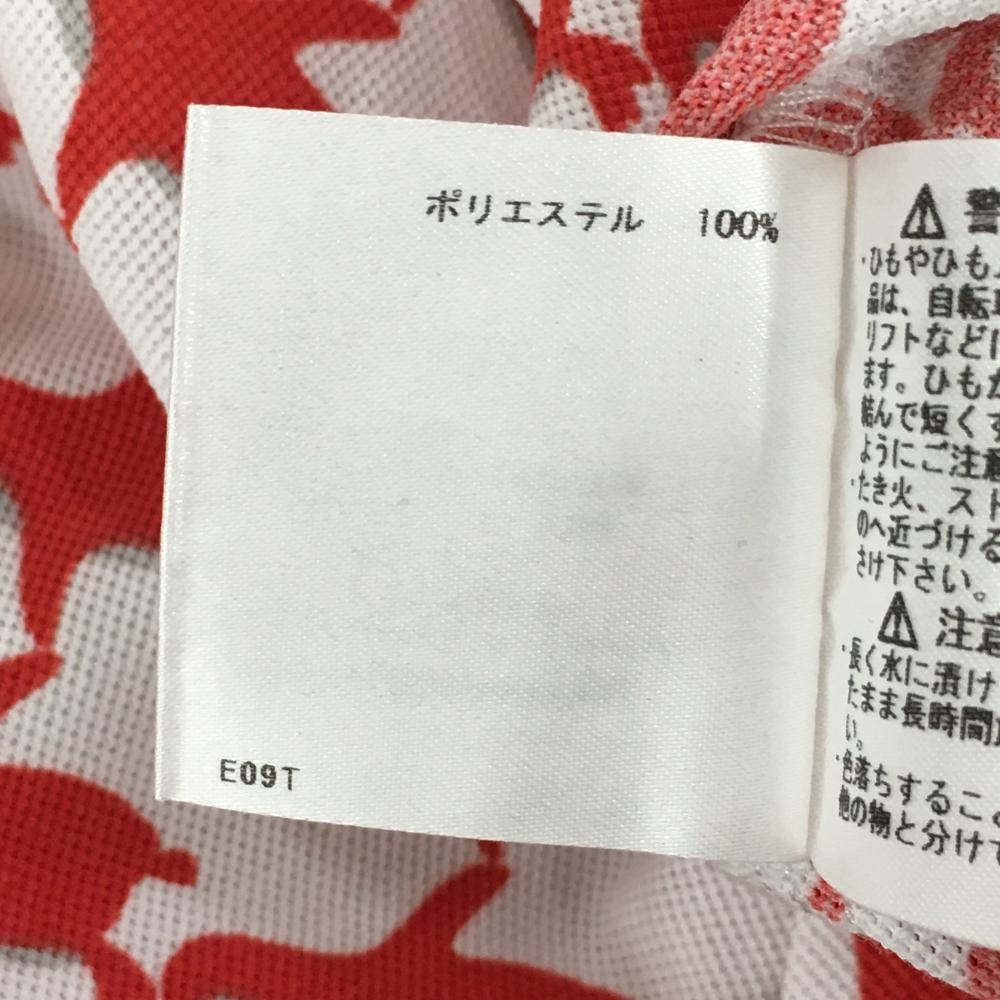 ポリエステル 100%
E09T
⚠ 警
・ひもやひも
品は、自転
リフトなどに
ます。ひもが
結んで短くす
ようにご注意
・たき火、スト
のへ近づける
さけ下さい。
⚠ 注意
・長く水に漬け
たまま長時間
い。
・色落ちするこ
他の物と分けて